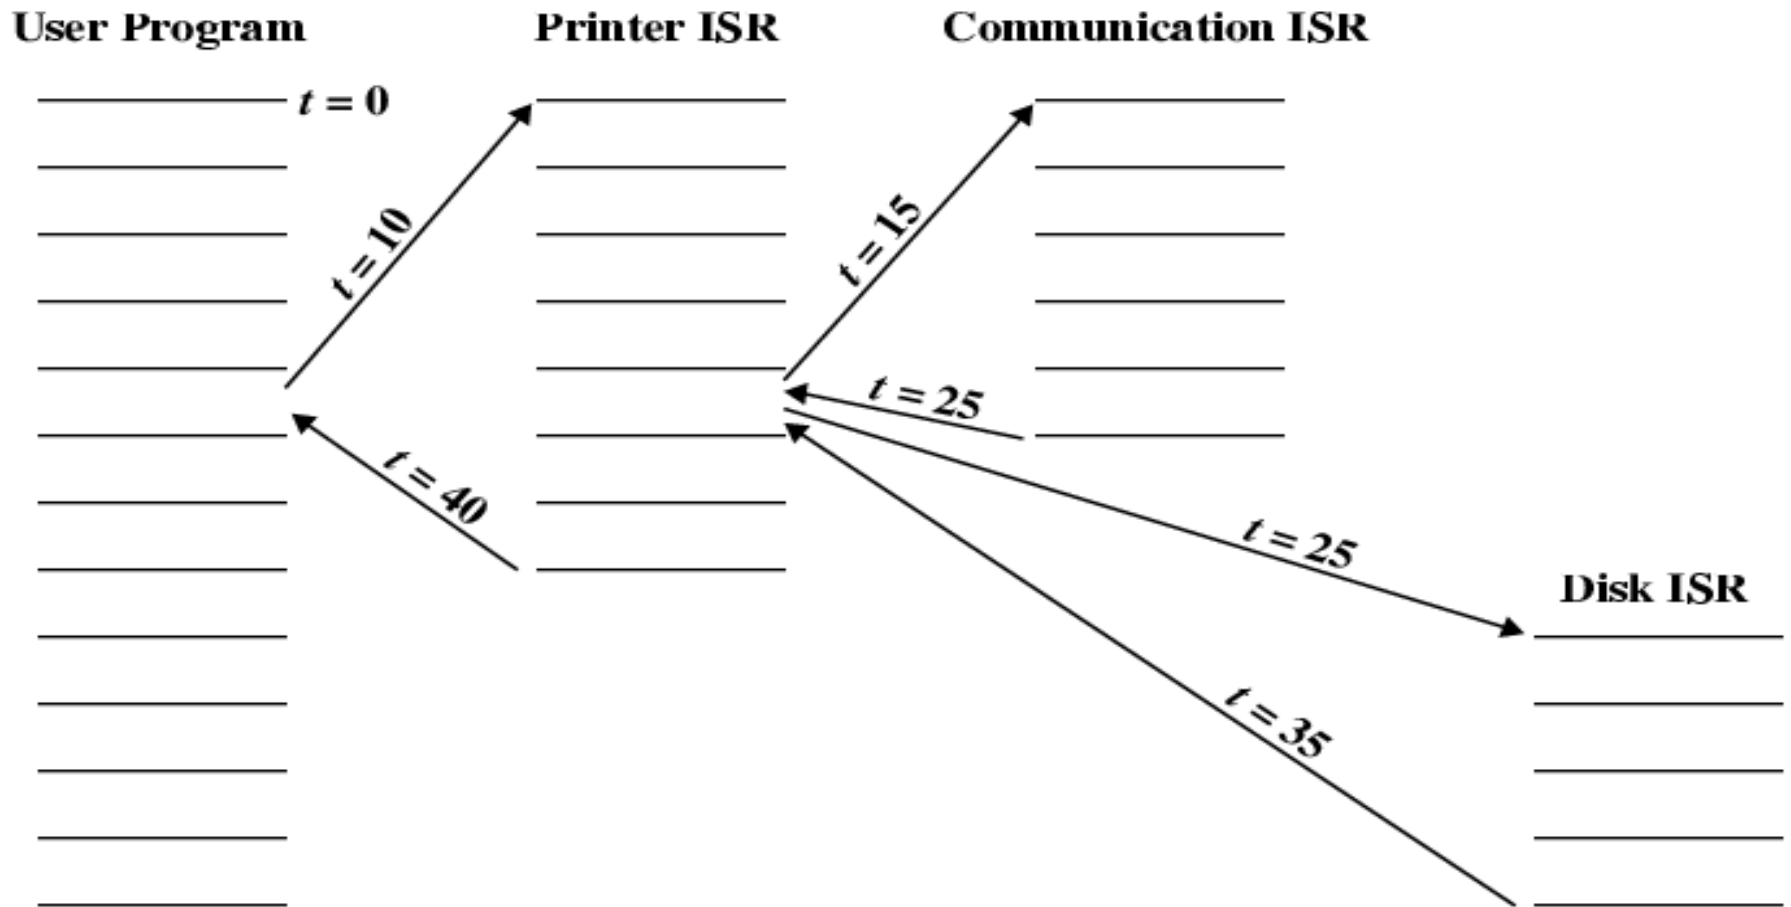 User Program
Printer ISR
Communication ISR
t = 0
t = 10
t = 15
t = 25
t = 40
t = 25
Disk ISR
t = 35